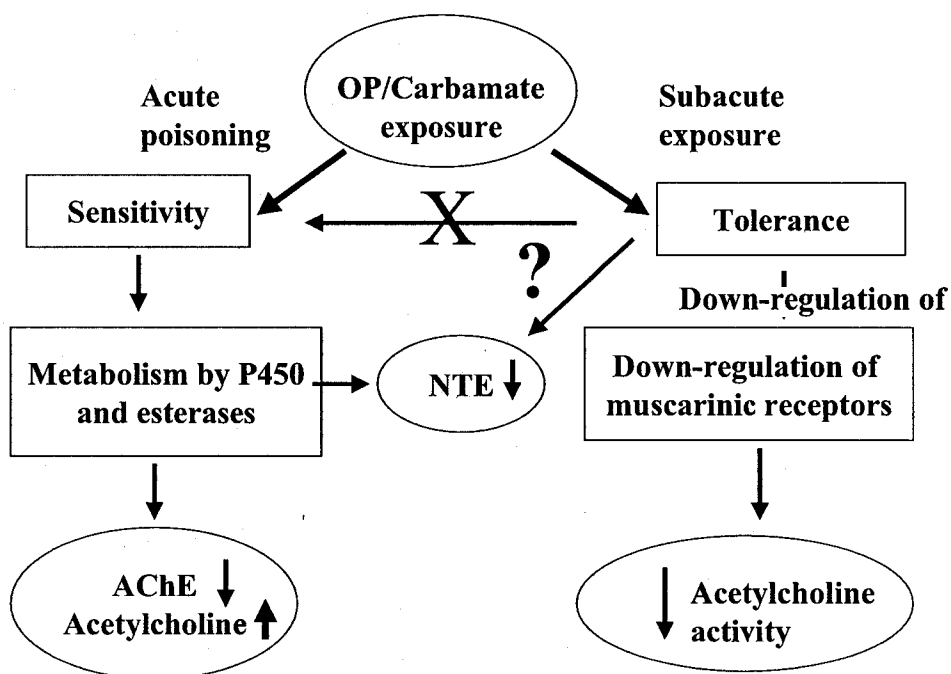 OP/Carbamate
exposure
Acute
poisoning
Subacute
exposure
Sensitivity
X
Tolerance
?
Down-regulation of
Metabolism by P450
and esterases
NTE ↓
Down-regulation of
muscarinic receptors
AChE ↓
Acetylcholine ↑
↓ Acetylcholine
activity